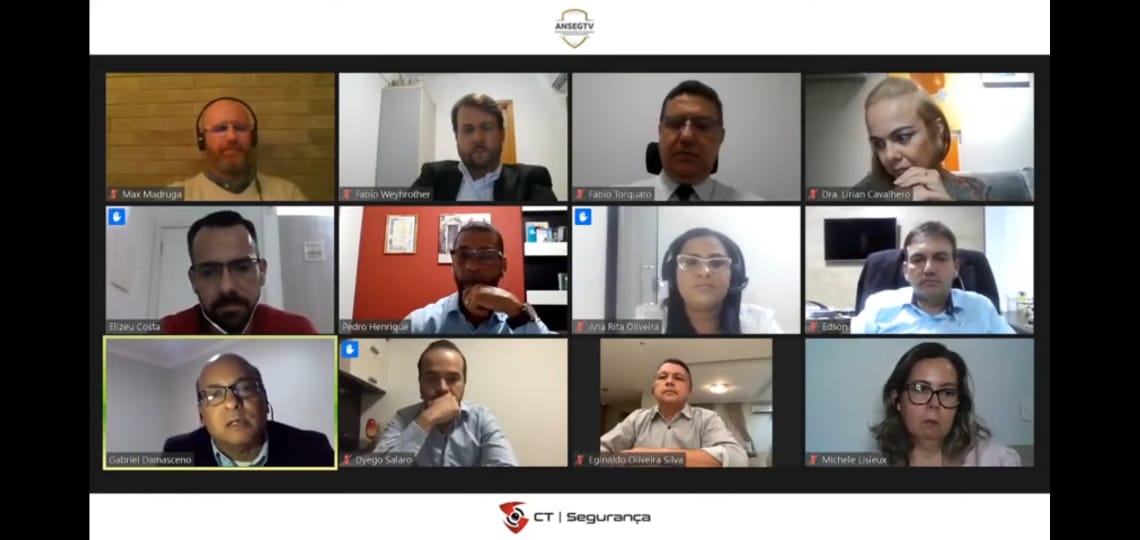 ANSEGTV
Max Madruga
Fabio Weyhrother
Fábio Torquato
Dra. Lirian Cavalhero
Elizeu Costa
Pedro Henrique
Ana Rita Oliveira
Edson
Gabriel Damasceno
Dyego Salaro
Eginaldo Oliveira Silva
Michele Lisieux
CT | Segurança